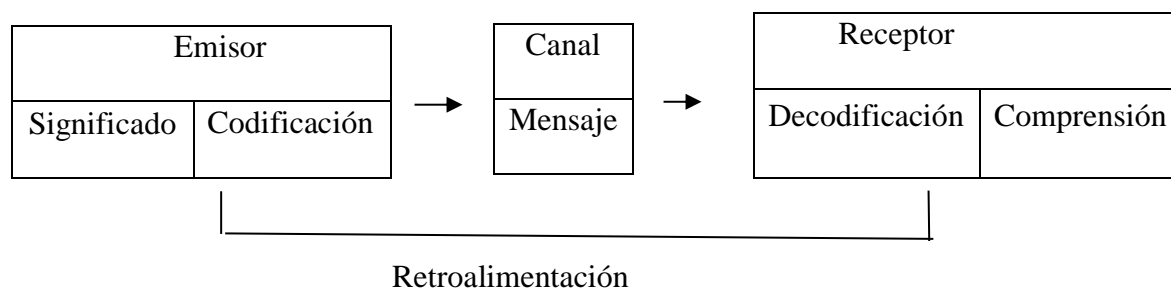 Emisor
Significado
Codificación
Canal
Mensaje
Receptor
Decodificación
Comprensión
Retroalimentación